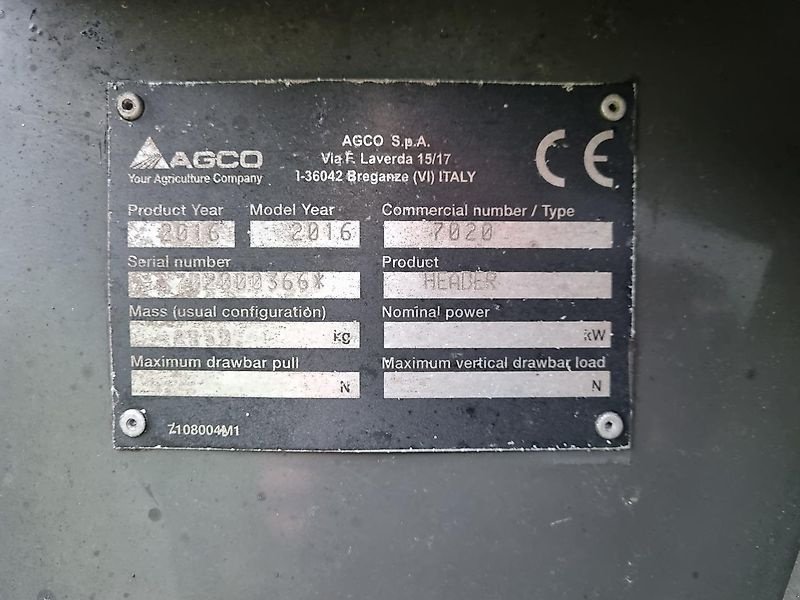 AGCO
Your Agriculture Company
AGCO S.p.A.
Via F. Laverda 15/17
I-36042 Breganze (VI) ITALY
CE
Product Year Model Year Commercial number / Type
2016 2016 7020
Serial number Product
HEADER
Mass (usual configuration) Nominal power
kg kW
Maximum drawbar pull Maximum vertical drawbar load
N N
7108004M1